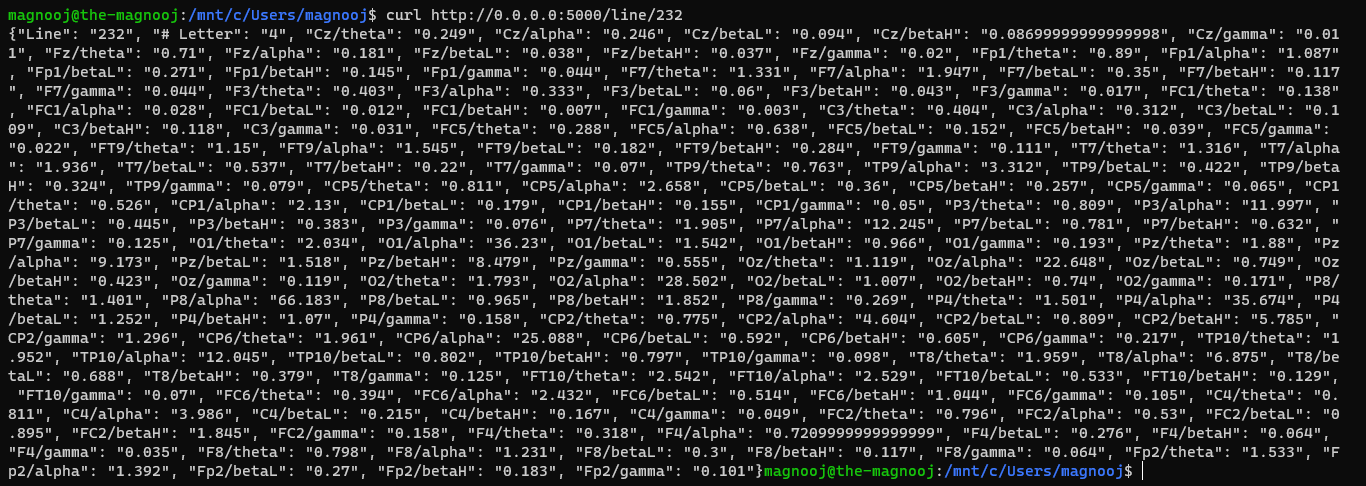 magnooj@the-magnooj:/mnt/c/Users/magnooj$ curl http://0.0.0.0:5000/line/232
{"Line": "232", "# Letter": "4", "Cz/theta": "0.249", "Cz/alpha": "0.246", "Cz/betaL": "0.094", "Cz/betaH": "0.08699999999999998", "Cz/gamma": "0.01
1", "Fz/theta": "0.71", "Fz/alpha": "0.181", "Fz/betaL": "0.038", "Fz/betaH": "0.037", "Fz/gamma": "0.02", "Fp1/theta": "0.89", "Fp1/alpha": "1.087"
, "Fp1/betaL": "0.271", "Fp1/betaH": "0.145", "Fp1/gamma": "0.044", "F7/theta": "1.331", "F7/alpha": "1.947", "F7/betaL": "0.35", "F7/betaH": "0.117
", "F7/gamma": "0.044", "F3/theta": "0.403", "F3/alpha": "0.333", "F3/betaL": "0.06", "F3/betaH": "0.043", "F3/gamma": "0.017", "FC1/theta": "0.138"
, "FC1/alpha": "0.028", "FC1/betaL": "0.012", "FC1/betaH": "0.007", "FC1/gamma": "0.003", "C3/theta": "0.404", "C3/alpha": "0.312", "C3/betaL": "0.1
09", "C3/betaH": "0.118", "C3/gamma": "0.031", "FC5/theta": "0.288", "FC5/alpha": "0.638", "FC5/betaL": "0.152", "FC5/betaH": "0.039", "FC5/gamma":
"0.022", "FT9/theta": "1.15", "FT9/alpha": "1.545", "FT9/betaL": "0.182", "FT9/betaH": "0.284", "FT9/gamma": "0.111", "T7/theta": "1.316", "T7/alpha
": "1.936", "T7/betaL": "0.537", "T7/betaH": "0.22", "T7/gamma": "0.07", "TP9/theta": "0.763", "TP9/alpha": "3.312", "TP9/betaL": "0.422", "TP9/beta
H": "0.324", "TP9/gamma": "0.079", "CP5/theta": "0.811", "CP5/alpha": "2.658", "CP5/betaL": "0.36", "CP5/betaH": "0.257", "CP5/gamma": "0.065", "CP1
/theta": "0.526", "CP1/alpha": "2.13", "CP1/betaL": "0.179", "CP1/betaH": "0.155", "CP1/gamma": "0.05", "P3/theta": "0.809", "P3/alpha": "11.997", "
P3/betaL": "0.445", "P3/betaH": "0.383", "P3/gamma": "0.076", "P7/theta": "1.905", "P7/alpha": "12.245", "P7/betaL": "0.781", "P7/betaH": "0.632", "
P7/gamma": "0.125", "O1/theta": "2.034", "O1/alpha": "36.23", "O1/betaL": "1.542", "O1/betaH": "0.966", "O1/gamma": "0.193", "Pz/theta": "1.88", "Pz
/alpha": "9.173", "Pz/betaL": "1.518", "Pz/betaH": "8.479", "Pz/gamma": "0.555", "Oz/theta": "1.119", "Oz/alpha": "22.648", "Oz/betaL": "0.749", "Oz
/betaH": "0.423", "Oz/gamma": "0.119", "O2/theta": "1.793", "O2/alpha": "28.502", "O2/betaL": "1.007", "O2/betaH": "0.74", "O2/gamma": "0.171", "P8/
theta": "1.401", "P8/alpha": "66.183", "P8/betaL": "0.965", "P8/betaH": "1.852", "P8/gamma": "0.269", "P4/theta": "1.501", "P4/alpha": "35.674", "P4
/betaL": "1.252", "P4/betaH": "1.07", "P4/gamma": "0.158", "CP2/theta": "0.775", "CP2/alpha": "4.604", "CP2/betaL": "0.809", "CP2/betaH": "5.785", "
CP2/gamma": "1.296", "CP6/theta": "1.961", "CP6/alpha": "25.088", "CP6/betaL": "0.592", "CP6/betaH": "0.605", "CP6/gamma": "0.217", "TP10/theta": "1
.952", "TP10/alpha": "12.045", "TP10/betaL": "0.802", "TP10/betaH": "0.797", "TP10/gamma": "0.098", "T8/theta": "1.959", "T8/alpha": "6.875", "T8/be
taL": "0.688", "T8/betaH": "0.379", "T8/gamma": "0.125", "FT10/theta": "2.542", "FT10/alpha": "2.529", "FT10/betaL": "0.533", "FT10/betaH": "0.129",
 "FT10/gamma": "0.07", "FC6/theta": "0.394", "FC6/alpha": "2.432", "FC6/betaL": "0.514", "FC6/betaH": "1.044", "FC6/gamma": "0.105", "C4/theta": "0.
811", "C4/alpha": "3.986", "C4/betaL": "0.215", "C4/betaH": "0.167", "C4/gamma": "0.049", "FC2/theta": "0.796", "FC2/alpha": "0.53", "FC2/betaL": "0
.895", "FC2/betaH": "1.845", "FC2/gamma": "0.158", "F4/theta": "0.318", "F4/alpha": "0.7209999999999999", "F4/betaL": "0.276", "F4/betaH": "0.064",
"F4/gamma": "0.035", "F8/theta": "0.798", "F8/alpha": "1.231", "F8/betaL": "0.3", "F8/betaH": "0.117", "F8/gamma": "0.064", "Fp2/theta": "1.533", "F
p2/alpha": "1.392", "Fp2/betaL": "0.27", "Fp2/betaH": "0.183", "Fp2/gamma": "0.101"}magnooj@the-magnooj:/mnt/c/Users/magnooj$